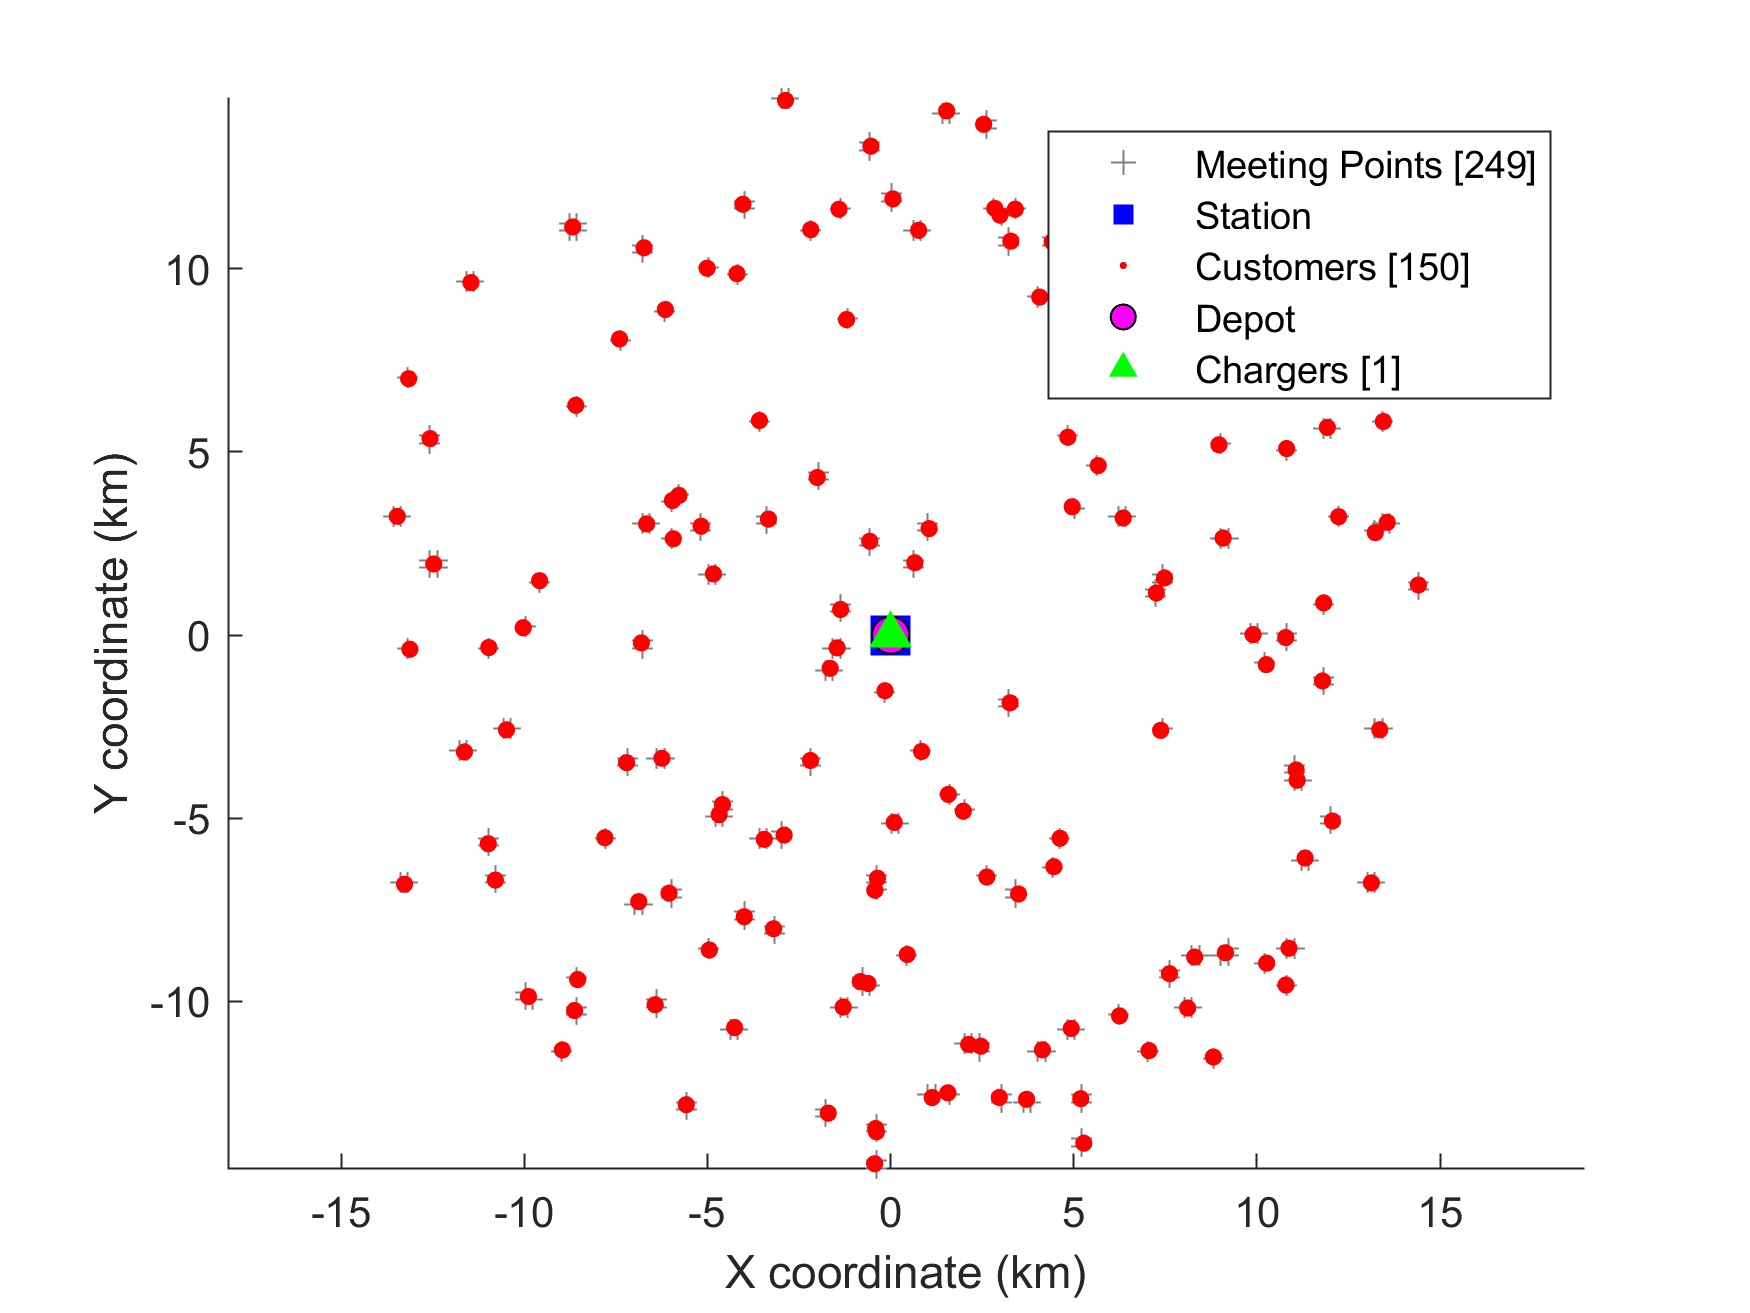 Meeting Points [249]
Station
Customers [150]
Depot
Chargers [1]
10
5
0
-5
-10
Y coordinate (km)
-15 -10 -5 0 5 10 15
X coordinate (km)